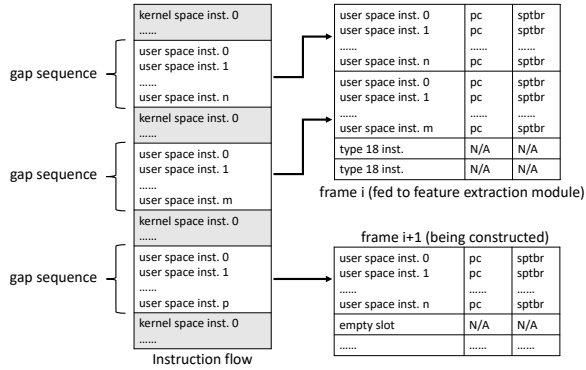 kernel space inst. 0
......
gap sequence
user space inst. 0
user space inst. 1
......
user space inst. n
kernel space inst. 0
......
gap sequence
user space inst. 0
user space inst. 1
......
user space inst. m
kernel space inst. 0
......
gap sequence
user space inst. 0
user space inst. 1
......
user space inst. p
kernel space inst. 0
......
Instruction flow
user space inst. 0 pc sptbr
user space inst. 1 pc sptbr
...... ...... ......
user space inst. n pc sptbr
user space inst. 0 pc sptbr
user space inst. 1 pc sptbr
...... pc sptbr
user space inst. m pc sptbr
type 18 inst. N/A N/A
type 18 inst. N/A N/A
frame i (fed to feature extraction module)
frame i+1 (being constructed)
user space inst. 0 pc sptbr
user space inst. 1 pc sptbr
...... ...... ......
user space inst. n pc sptbr
empty slot N/A N/A
...... ...... ......